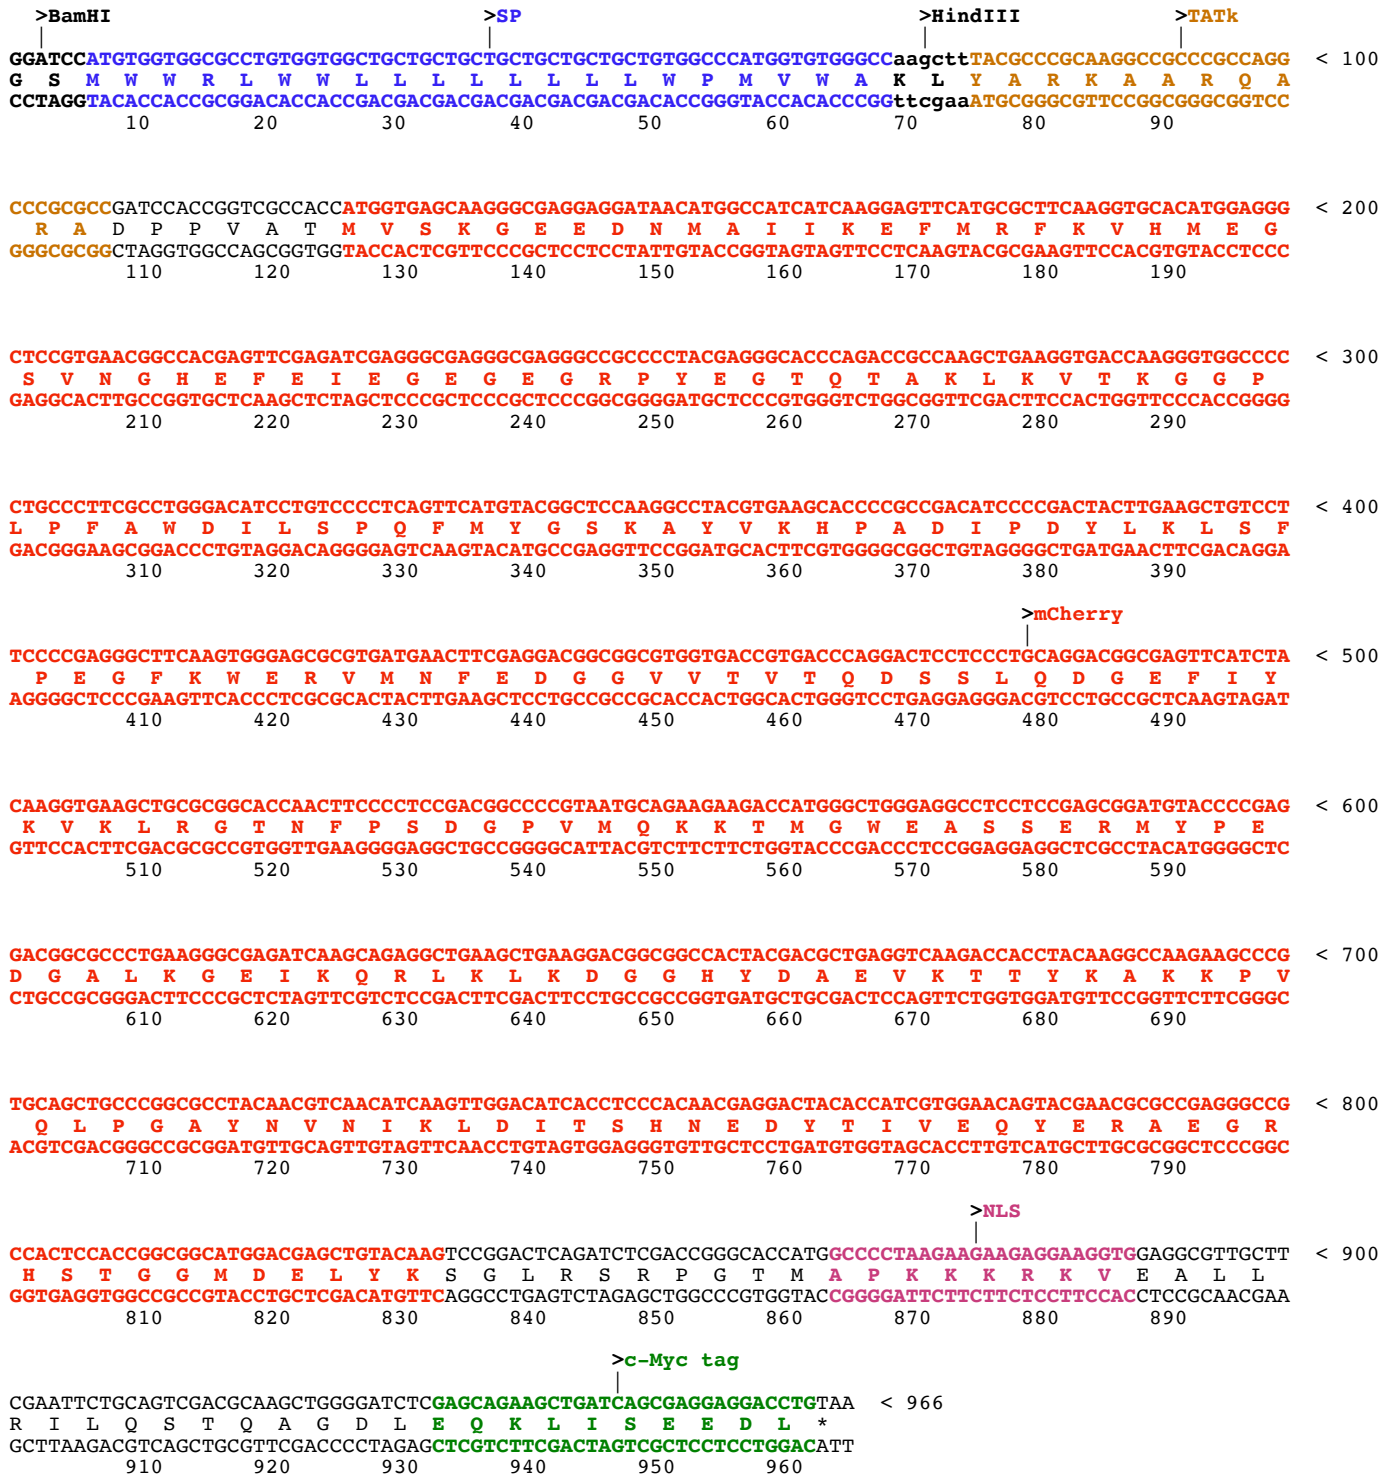 >BamHI >SP >HindIII >TATk
GGATCCATGTGGTGGCGCCTGTGGTGGCTGCTGCTGCTGCTGCTGCTGCTGTGGCCCATGGTGTGGGCCaagcttTACGCCCGCAAGGCCGCCCGCCAGG < 100
G S M W W R L W W L L L L L L L L W P M V W A K L Y A R K A A R Q A
CCTAGGTACACCACCGCGGACACCACCGACGACGACGACGACGACGACGACACCGGGTACCACACCCGGttcgaaATGCGGGCGTTCCGGCGGGCGGTCC
10 20 30 40 50 60 70 80 90
CCCGCGCCGATCCACCGGTCGCCACCATGGTGAGCAAGGGCGAGGAGGATAACATGGCCATCATCAAGGAGTTCATGCGCTTCAAGGTGCACATGGAGGG < 200
R A D P P V A T M V S K G E E D N M A I I K E F M R F K V H M E G
GGGCGCGGCTAGGTGGCCAGCGGTGGTACCACTCGTTCCCGCTCCTCCTATTGTACCGGTAGTAGTTCCTCAAGTACGCGAAGTTCCACGTGTACCTCCC
110 120 130 140 150 160 170 180 190
CTCCGTGAACGGCCACGAGTTCGAGATCGAGGGCGAGGGCGAGGGCCGCCCCTACGAGGGCACCCAGACCGCCAAGCTGAAGGTGACCAAGGGTGGCCCC < 300
S V N G H E F E I E G E G E G R P Y E G T Q T A K L K V T K G G P
GAGGCACTTGCCGGTGCTCAAGCTCTAGCTCCCGCTCCCGCTCCCGGCGGGGATGCTCCCGTGGGTCTGGCGGTTCGACTTCCACTGGTTCCCACCGGGG
210 220 230 240 250 260 270 280 290
CTGCCCTTCGCCTGGGACATCCTGTCCCCTCAGTTCATGTACGGCTCCAAGGCCTACGTGAAGCACCCCGCCGACATCCCCGACTACTTGAAGCTGTCCT < 400
L P F A W D I L S P Q F M Y G S K A Y V K H P A D I P D Y L K L S F
GACGGGAAGCGGACCCTGTAGGACAGGGGAGTCAAGTACATGCCGAGGTTCCGGATGCACTTCGTGGGGCGGCTGTAGGGGCTGATGAACTTCGACAGGA
310 320 330 340 350 360 370 380 390
>mCherry
TCCCCGAGGGCTTCAAGTGGGAGCGCGTGATGAACTTCGAGGACGGCGGCGTGGTGACCGTGACCCAGGACTCCTCCCTGCAGGACGGCGAGTTCATCTA < 500
P E G F K W E R V M N F E D G G V V T V T Q D S S L Q D G E F I Y
AGGGGCTCCCGAAGTTCACCCTCGCGCACTACTTGAAGCTCCTGCCGCCGCACCACTGGCACTGGGTCCTGAGGAGGGACGTCCTGCCGCTCAAGTAGAT
410 420 430 440 450 460 470 480 490
CAAGGTGAAGCTGCGCGGCACCAACTTCCCCTCCGACGGCCCCGTAATGCAGAAGAAGACCATGGGCTGGGAGGCCTCCTCCGAGCGGATGTACCCCGAG < 600
K V K L R G T N F P S D G P V M Q K K T M G W E A S S E R M Y P E
GTTCCACTTCGACGCGCCGTGGTTGAAGGGGAGGCTGCCGGGGCATTACGTCTTCTTCTGGTACCCGACCCTCCGGAGGAGGCTCGCCTACATGGGGCTC
510 520 530 540 550 560 570 580 590
GACGGCGCCCTGAAGGGCGAGATCAAGCAGAGGCTGAAGCTGAAGGACGGCGGCCACTACGACGCTGAGGTCAAGACCACCTACAAGGCCAAGAAGCCCG < 700
D G A L K G E I K Q R L K L K D G G H Y D A E V K T T Y K A K K P V
CTGCCGCGGGACTTCCCGCTCTAGTTCGTCTCCGACTTCGACTTCCTGCCGCCGGTGATGCTGCGACTCCAGTTCTGGTGGATGTTCCGGTTCTTCGGGC
610 620 630 640 650 660 670 680 690
TGCAGCTGCCCGGCGCCTACAACGTCAACATCAAGTTGGACATCACCTCCCACAACGAGGACTACACCATCGTGGAACAGTACGAACGCGCCGAGGGCCG < 800
Q L P G A Y N V N I K L D I T S H N E D Y T I V E Q Y E R A E G R
ACGTCGACGGGCCGCGGATGTTGCAGTTGTAGTTCAACCTGTAGTGGAGGGTGTTGCTCCTGATGTGGTAGCACCTTGTCATGCTTGCGCGGCTCCCGGC
710 720 730 740 750 760 770 780 790
>NLS
CCACTCCACCGGCGGCATGGACGAGCTGTACAAGTCCGGACTCAGATCTCGACCGGGCACCATGGCCCCTAAGAAGAAGAGGAAGGTGGAGGCGTTGCTT < 900
H S T G G M D E L Y K S G L R S R P G T M A P K K K R K V E A L L
GGTGAGGTGGCCGCCGTACCTGCTCGACATGTTCAGGCCTGAGTCTAGAGCTGGCCCGTGGTACCGGGGATTCTTCTTCTCCTTCCACCTCCGCAACGAA
810 820 830 840 850 860 870 880 890
>c-Myc tag
CGAATTCTGCAGTCGACGCAAGCTGGGGATCTCGAGCAGAAGCTGATCAGCGAGGAGGACCTGTAA < 966
R I L Q S T Q A G D L E Q K L I S E E D L *
GCTTAAGACGTCAGCTGCGTTCGACCCCTAGAGCTCGTCTTCGACTAGTCGCTCCTCCTGGACATT
910 920 930 940 950 960